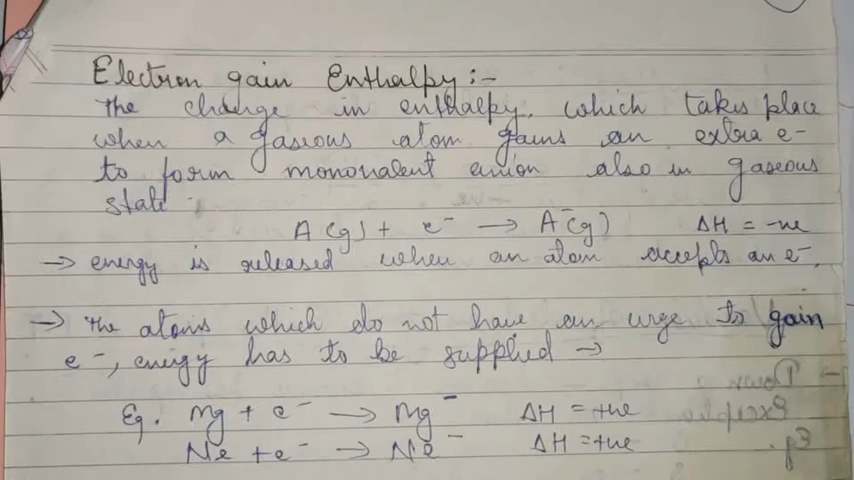 Electron gain Enthalpy :-
The change in enthalpy. which takes place
when a gaseous atom gains an extra e-
to form monovalent anion also in gaseous
state
A (g) + e⁻ → A⁻(g) ΔH = -ve
→ energy is released when an atom accepts an e⁻.
→ The atoms which do not have an urge to gain
e⁻, energy has to be supplied →
Eg. Mg + e⁻ → Mg⁻ ΔH = +ve
Ne + e⁻ → Ne⁻ ΔH = +ve